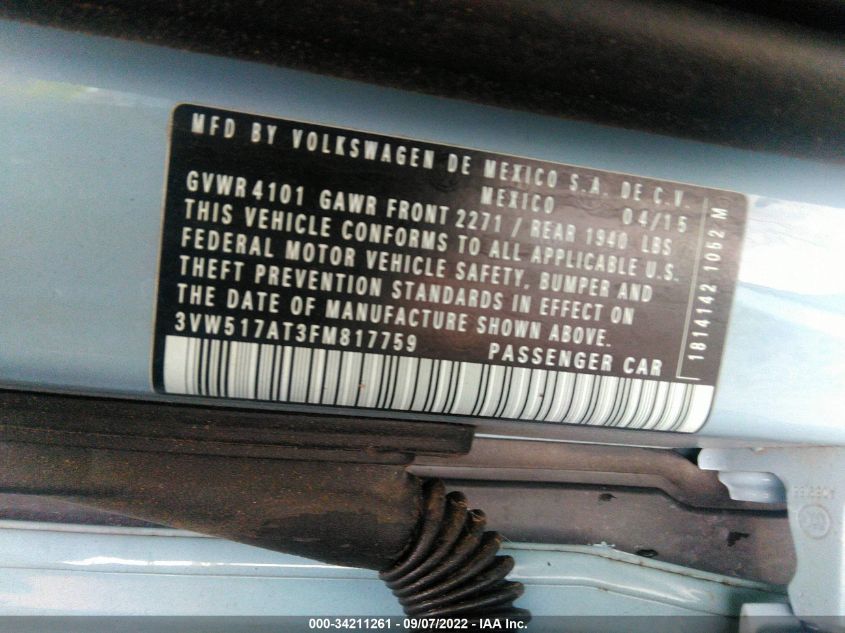 MFD BY VOLKSWAGEN DE MEXICO S.A. DE C.V.
MEXICO 04/15
GVWR 4101 GAWR FRONT 2271 / REAR 1940 LBS
THIS VEHICLE CONFORMS TO ALL APPLICABLE U.S.
FEDERAL MOTOR VEHICLE SAFETY, BUMPER AND
THEFT PREVENTION STANDARDS IN EFFECT ON
THE DATE OF MANUFACTURE SHOWN ABOVE.
3VW517AT3FM817759 PASSENGER CAR
1814142 1052 M
000-34211261 - 09/07/2022 - IAA Inc.